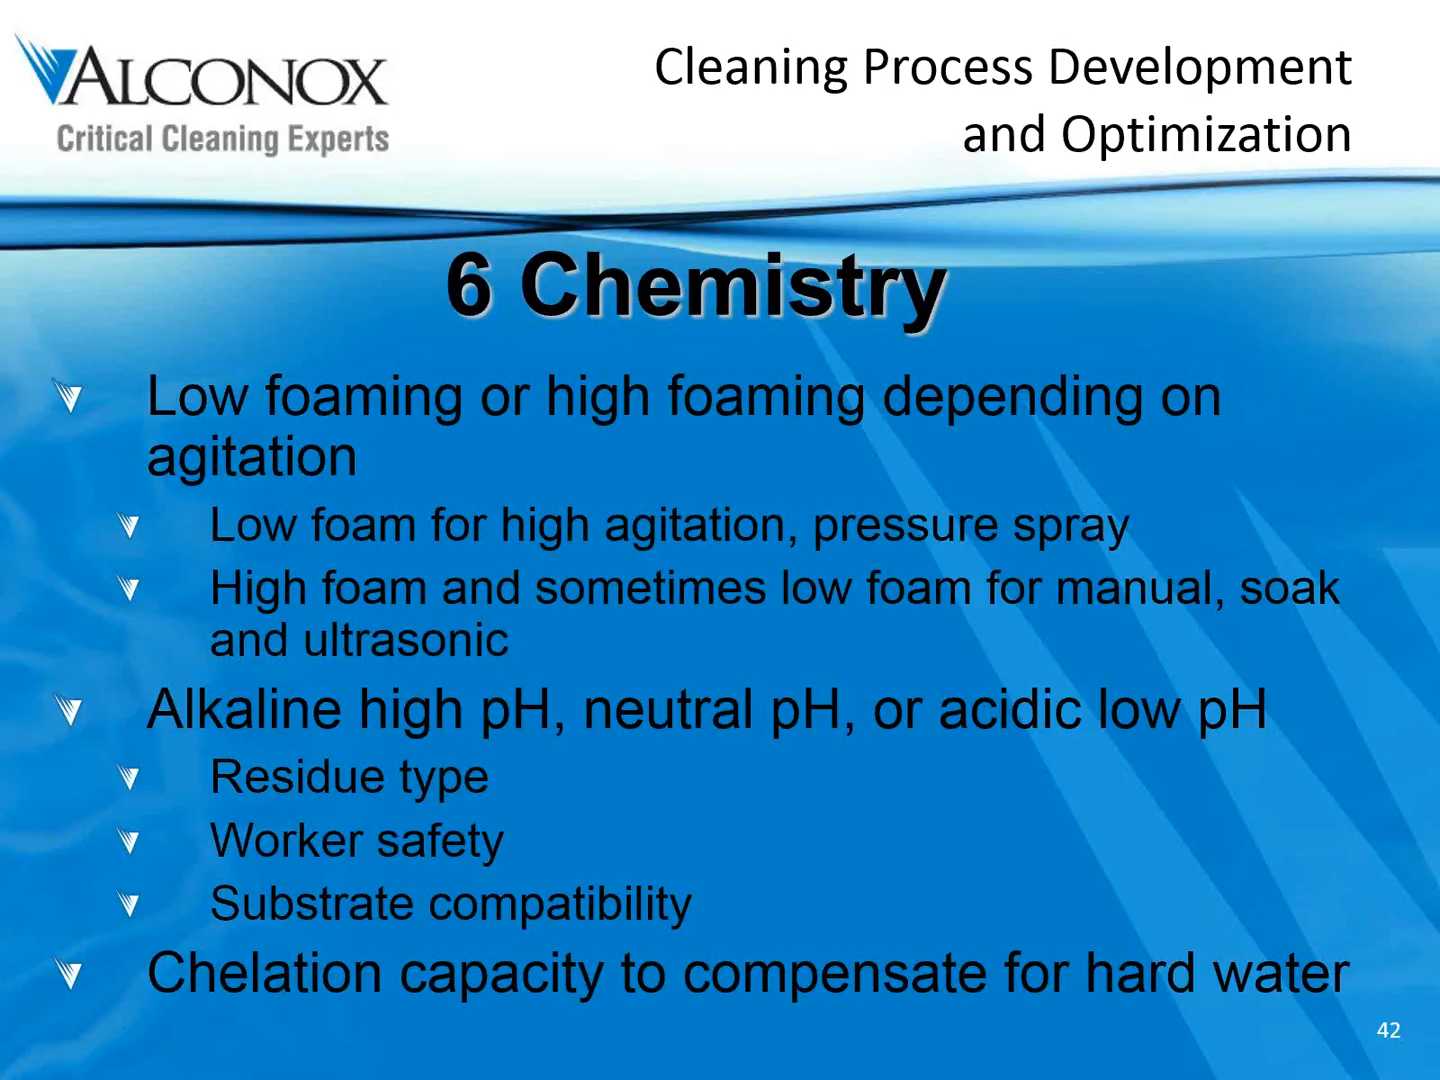 ALCONOX
Critical Cleaning Experts
Cleaning Process Development
and Optimization
6 Chemistry
Low foaming or high foaming depending on
agitation
Low foam for high agitation, pressure spray
High foam and sometimes low foam for manual, soak
and ultrasonic
Alkaline high pH, neutral pH, or acidic low pH
Residue type
Worker safety
Substrate compatibility
Chelation capacity to compensate for hard water
42